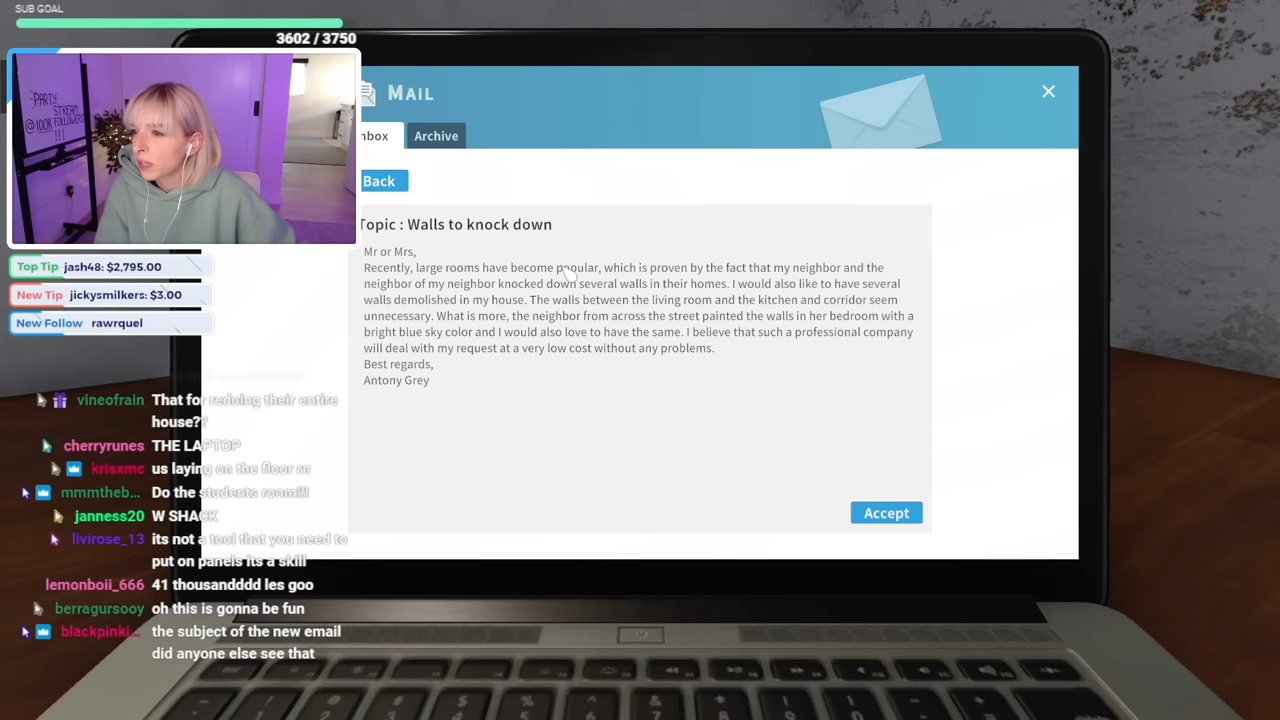 SUB GOAL
3602 / 3750
PARTY
STREAM
@100K FOLLOWERS
!!!
Top Tip jash48: $2,795.00
New Tip jickysmilkers: $3.00
New Follow rawrquel
vineofrain That for redoing their entire
house??
cherryrunes THE LAPTOP
krisxmc us laying on the floor rn
mmmtheb... Do the students room!!!
janness20 W SHACK
livirose_13 its not a tool that you need to
put on panels its a skill
lemonboii_666 41 thousandddd les goo
berragursooy oh this is gonna be fun
blackpinki... the subject of the new email
did anyone else see that
MAIL
nbox Archive
Back
Topic : Walls to knock down
Mr or Mrs,
Recently, large rooms have become popular, which is proven by the fact that my neighbor and the
neighbor of my neighbor knocked down several walls in their homes. I would also like to have several
walls demolished in my house. The walls between the living room and the kitchen and corridor seem
unnecessary. What is more, the neighbor from across the street painted the walls in her bedroom with a
bright blue sky color and I would also love to have the same. I believe that such a professional company
will deal with my request at a very low cost without any problems.
Best regards,
Antony Grey
Accept